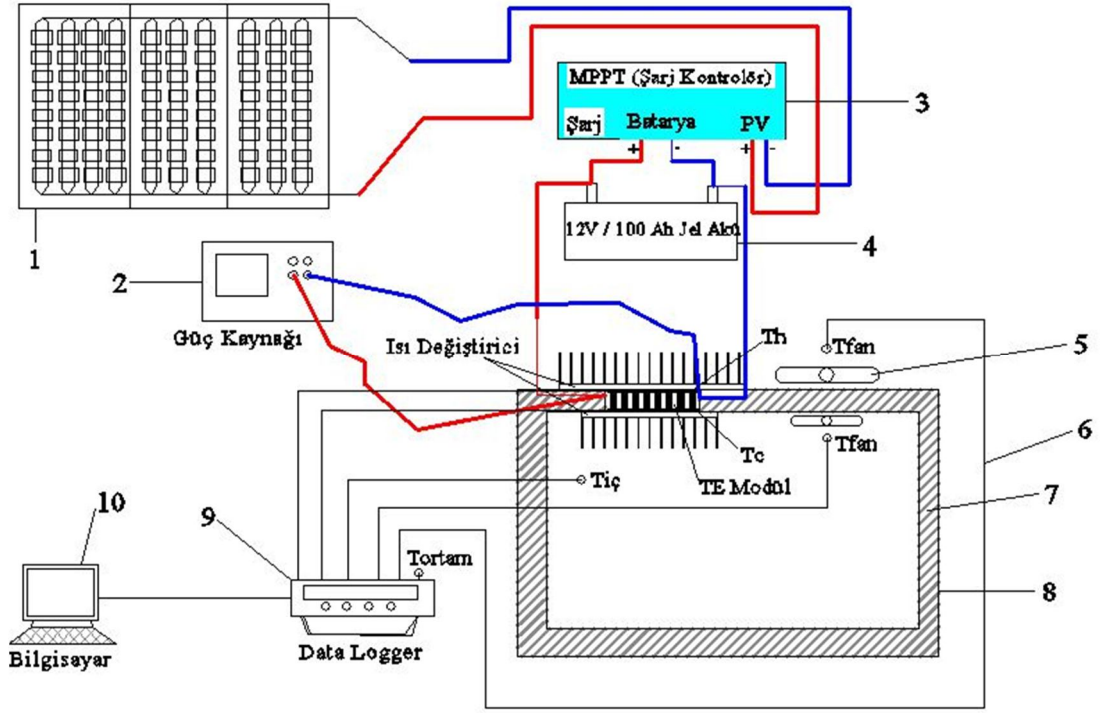 MPPT (Şarj Kontrolör)
Şarj Batarya PV
+ - + -
3
12V / 100 Ah Jel Akü
4
1
2
Güç Kaynağı
Isı Değiştirici
Th
Tfan
5
6
Tc
Tfan
TE Modül
Tiç
7
10
9
Tortam
8
Bilgisayar
Data Logger